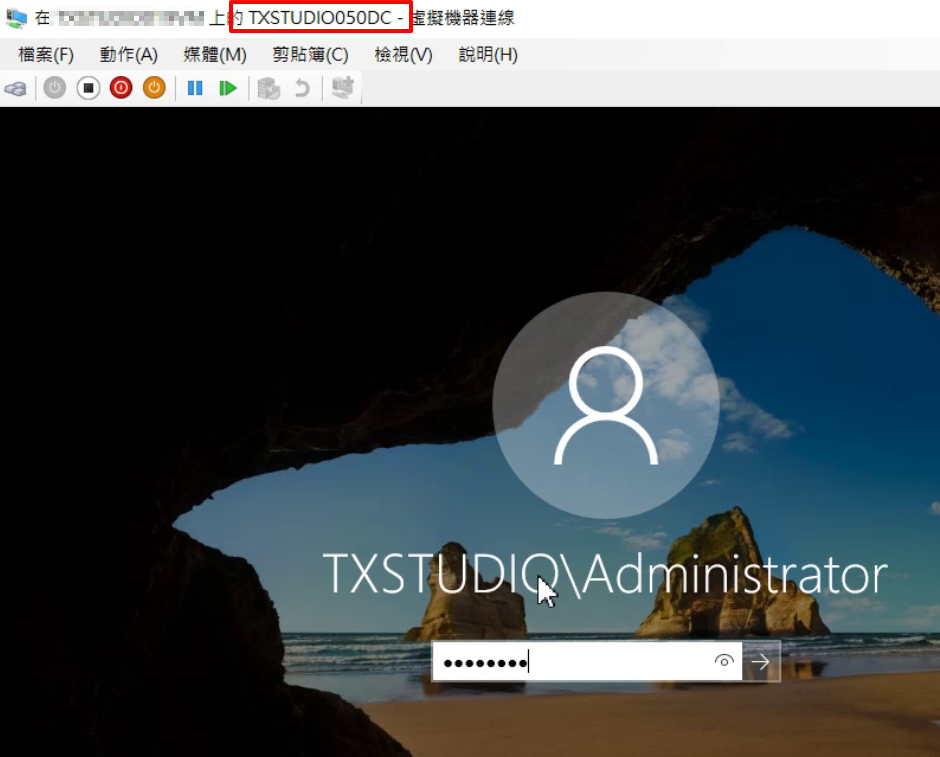 在 上的 TXSTUDIO050DC - 虛擬機器連線
檔案(F) 動作(A) 媒體(M) 剪貼簿(C) 檢視(V) 說明(H)
TXSTUDIO\Administrator